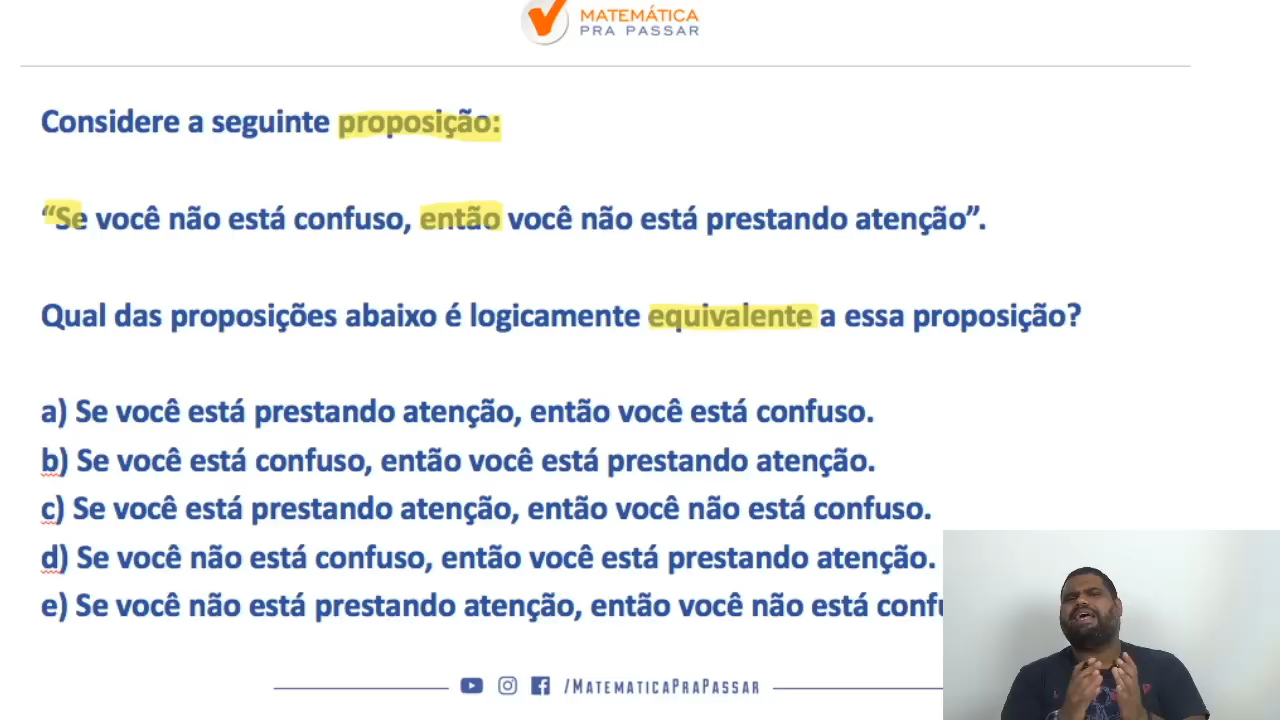 MATEMÁTICA
PRA PASSAR
Considere a seguinte proposição:
“Se você não está confuso, então você não está prestando atenção”.
Qual das proposições abaixo é logicamente equivalente a essa proposição?
a) Se você está prestando atenção, então você está confuso.
b) Se você está confuso, então você está prestando atenção.
c) Se você está prestando atenção, então você não está confuso.
d) Se você não está confuso, então você está prestando atenção.
e) Se você não está prestando atenção, então você não está
/MATEMATICAPRAPASSAR